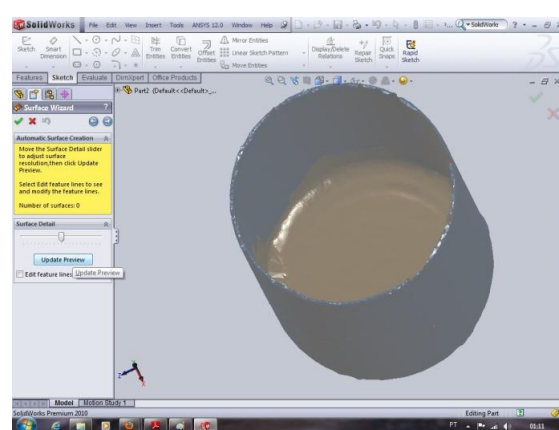 SolidWorks File Edit View Insert Tools ANSYS 12.0 Window Help SolidWorks
Sketch Smart Dimension Trim Entities Convert Entities Offset Entities Mirror Entities Linear Sketch Pattern Move Entities Display/Delete Relations Repair Sketch Quick Snaps Rapid Sketch
Features Sketch Evaluate DimXpert Office Products
Part2 (Default<<Default>_...
Surface Wizard ?
Automatic Surface Creation
Move the Surface Detail slider
to adjust surface
resolution,then click Update
Preview.
Select Edit feature lines to see
and modify the feature lines.
Number of surfaces: 0
Surface Detail
Update Preview
Edit feature lines Update Preview
Model Motion Study 1
SolidWorks Premium 2010 Editing Part
PT 01:11